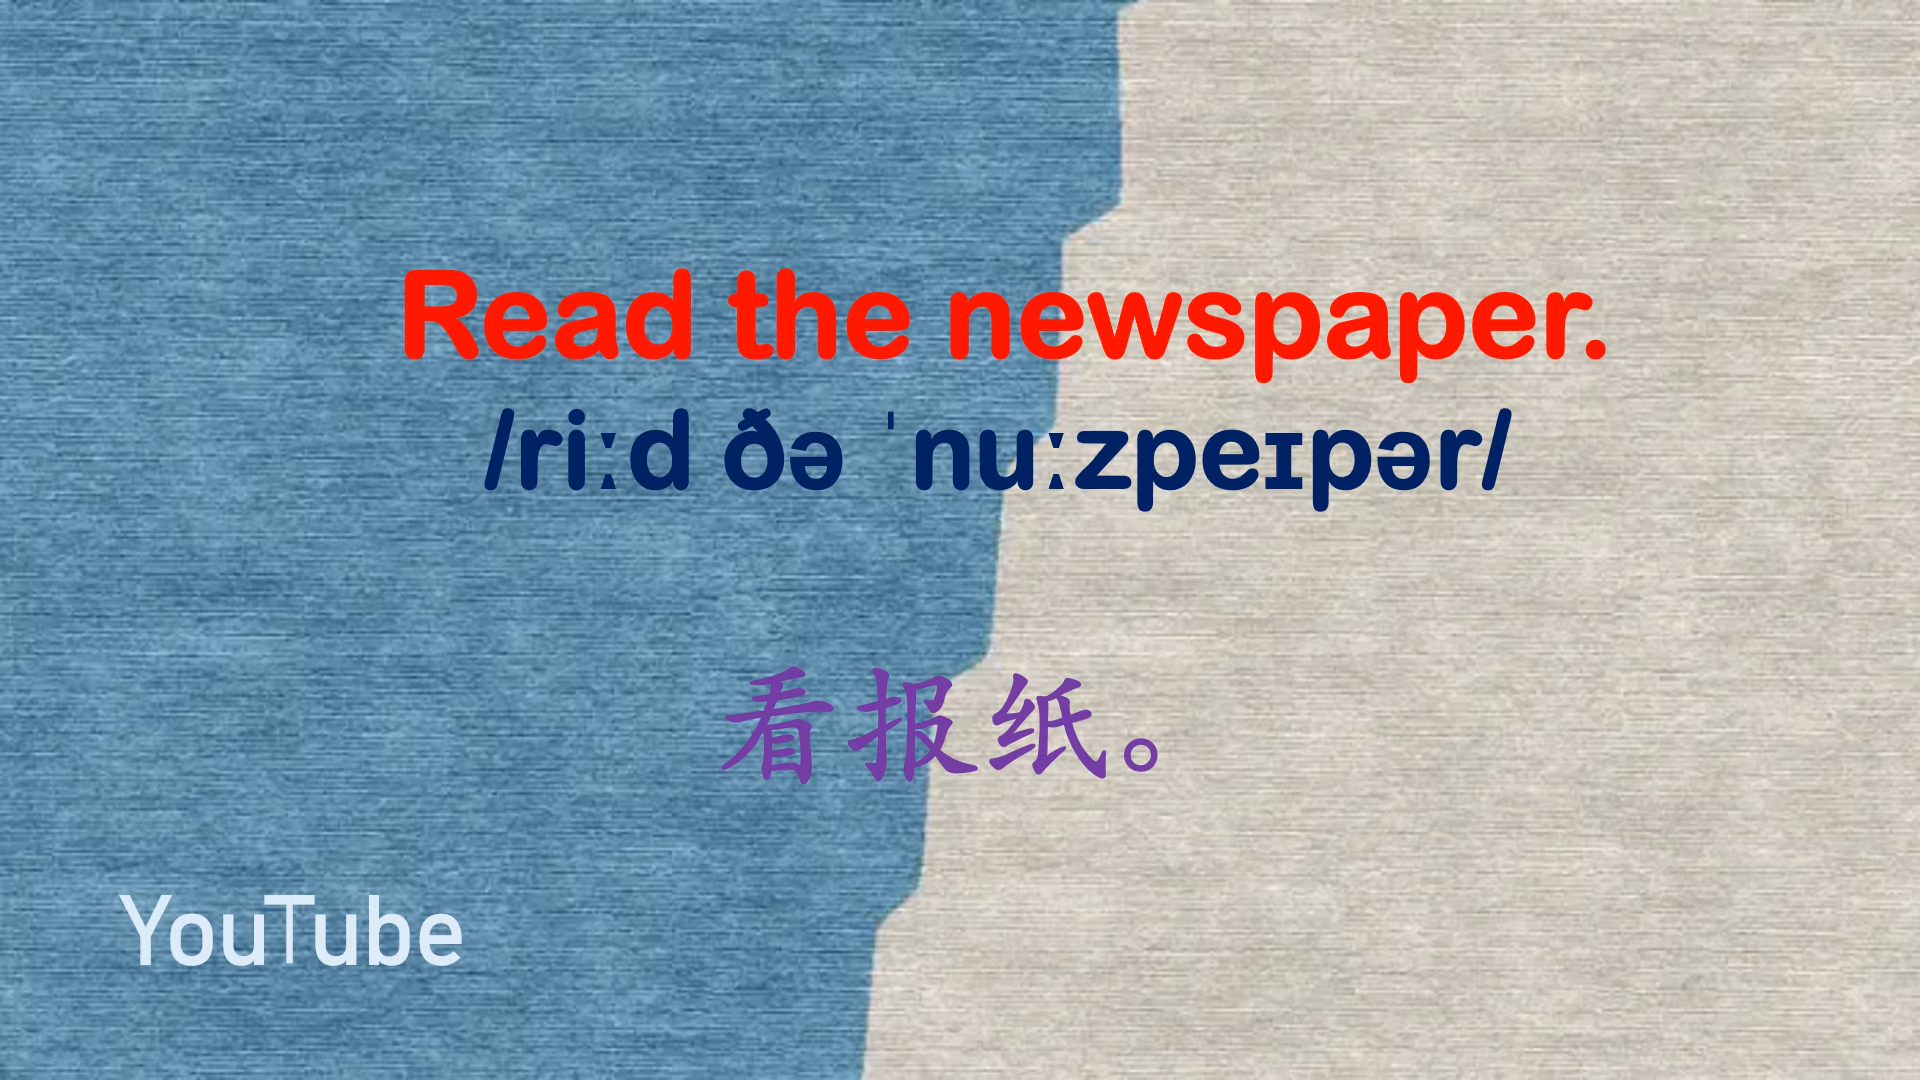 Read the newspaper.
/riːd ðə ˈnuːzpeɪpər/
看报纸。
YouTube